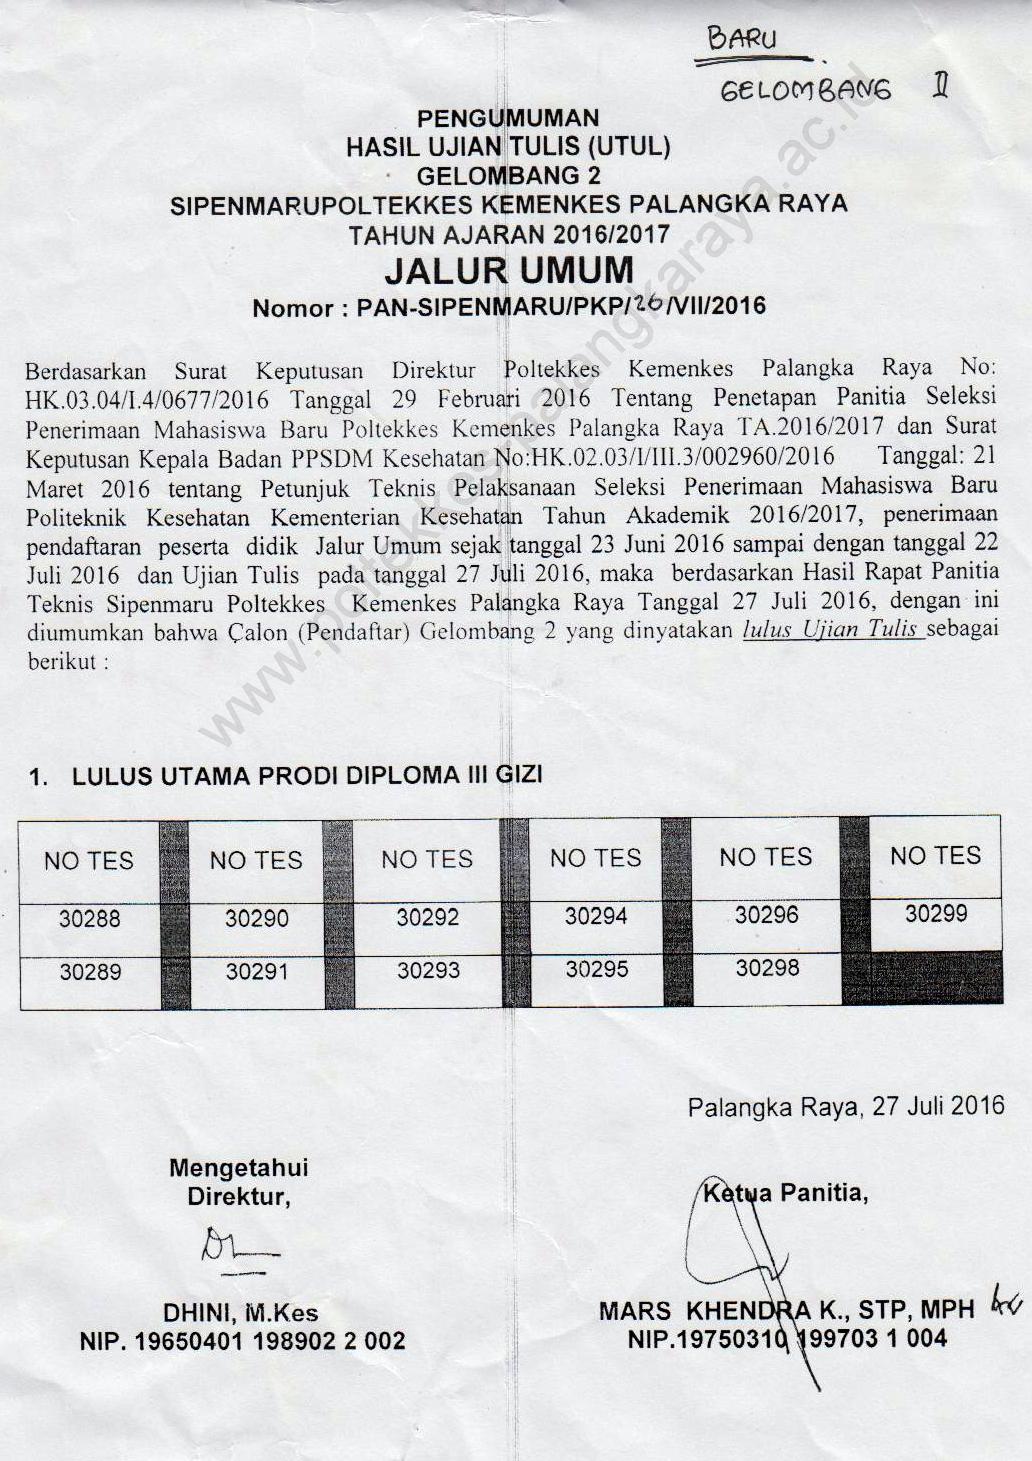 BARU
GELOMBANG II
PENGUMUMAN
HASIL UJIAN TULIS (UTUL)
GELOMBANG 2
SIPENMARUPOLTEKKES KEMENKES PALANGKA RAYA
TAHUN AJARAN 2016/2017
JALUR UMUM
Nomor : PAN-SIPENMARU/PKP/26/VII/2016
Berdasarkan Surat Keputusan Direktur Poltekkes Kemenkes Palangka Raya No:
HK.03.04/I.4/0677/2016 Tanggal 29 Februari 2016 Tentang Penetapan Panitia Seleksi
Penerimaan Mahasiswa Baru Poltekkes Kemenkes Palangka Raya TA.2016/2017 dan Surat
Keputusan Kepala Badan PPSDM Kesehatan No:HK.02.03/I/III.3/002960/2016 Tanggal: 21
Maret 2016 tentang Petunjuk Teknis Pelaksanaan Seleksi Penerimaan Mahasiswa Baru
Politeknik Kesehatan Kementerian Kesehatan Tahun Akademik 2016/2017, penerimaan
pendaftaran peserta didik Jalur Umum sejak tanggal 23 Juni 2016 sampai dengan tanggal 22
Juli 2016 dan Ujian Tulis pada tanggal 27 Juli 2016, maka berdasarkan Hasil Rapat Panitia
Teknis Sipenmaru Poltekkes Kemenkes Palangka Raya Tanggal 27 Juli 2016, dengan ini
diumumkan bahwa Calon (Pendaftar) Gelombang 2 yang dinyatakan lulus Ujian Tulis sebagai
berikut :
www.poltekkes-palangkaraya.ac.id
1. LULUS UTAMA PRODI DIPLOMA III GIZI
NO TES NO TES NO TES NO TES NO TES NO TES
30288 30290 30292 30294 30296 30299
30289 30291 30293 30295 30298
Palangka Raya, 27 Juli 2016
Mengetahui
Direktur,
DHINI, M.Kes
NIP. 19650401 198902 2 002
Ketua Panitia,
MARS KHENDRA K., STP, MPH
NIP.19750310 199703 1 004